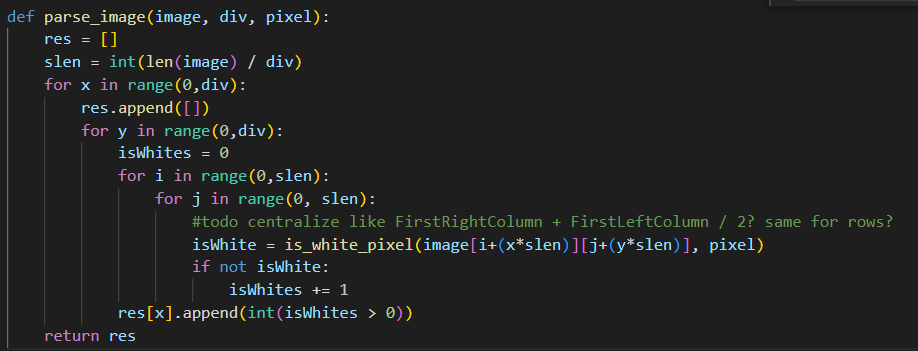 def parse_image(image, div, pixel):
    res = []
    slen = int(len(image) / div)
    for x in range(0,div):
        res.append([])
        for y in range(0,div):
            isWhites = 0
            for i in range(0,slen):
                for j in range(0, slen):
                    #todo centralize like FirstRightColumn + FirstLeftColumn / 2? same for rows?
                    isWhite = is_white_pixel(image[i+(x*slen)][j+(y*slen)], pixel)
                    if not isWhite:
                        isWhites += 1
            res[x].append(int(isWhites > 0))
    return res